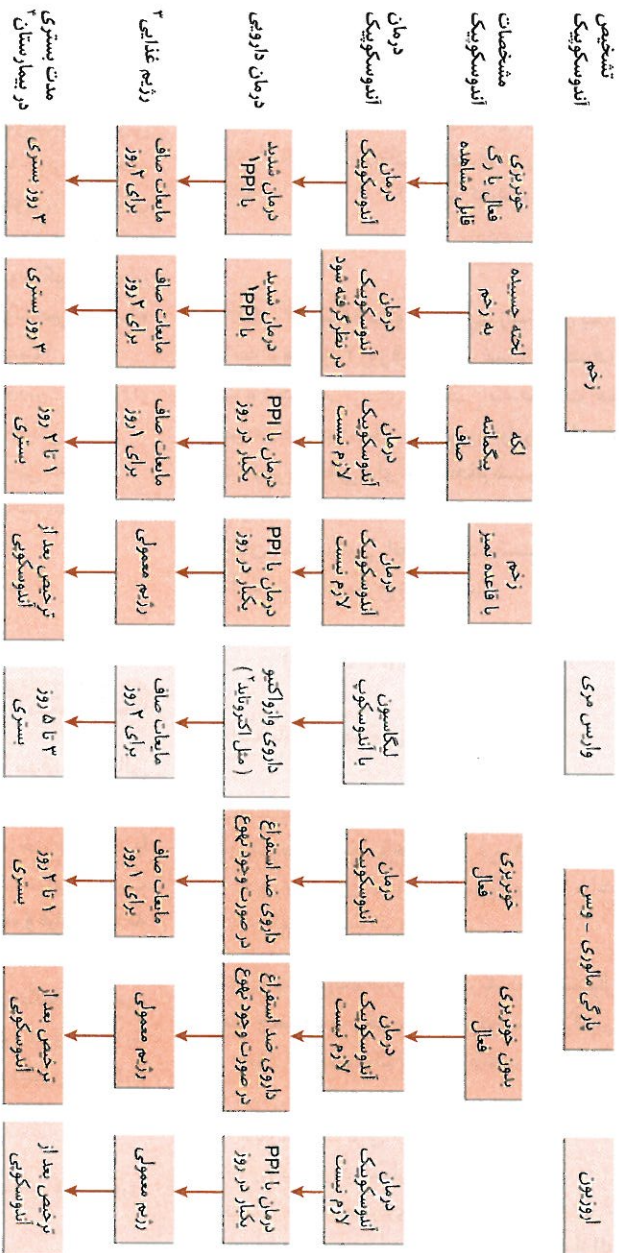 تشخیص
آندوسکوپیک
زخم
واریس مری
پارگی مالوری - ویس
اروزیون
مشخصات
آندوسکوپیک
خونریزی
فعال یا رگ
قابل مشاهده
لخته چسبیده
به زخم
لکه
پیگمانته
صاف
زخم
با قاعده تمیز
خونریزی
فعال
بدون خونریزی
فعال
درمان
آندوسکوپیک
درمان
آندوسکوپیک
درمان
آندوسکوپیک
در نظر گرفته شود
درمان
آندوسکوپیک
لازم نیست
درمان
آندوسکوپیک
لازم نیست
لیگاسیون
با آندوسکوپ
درمان
آندوسکوپیک
درمان
آندوسکوپیک
لازم نیست
درمان
آندوسکوپیک
لازم نیست
درمان دارویی
درمان شدید
با PPI۱
درمان شدید
با PPI۱
درمان با PPI
یکبار در روز
درمان با PPI
یکبار در روز
داروی وازواکتیو
(مثل اکتروتاید۲)
داروی ضد استفراغ
در صورت وجود تهوع
داروی ضد استفراغ
در صورت وجود تهوع
درمان با PPI
یکبار در روز
رژیم غذایی ۳
مایعات صاف
برای ۲ روز
مایعات صاف
برای ۲ روز
مایعات صاف
برای ۱ روز
رژیم معمولی
مایعات صاف
برای ۲ روز
مایعات صاف
برای ۱ روز
رژیم معمولی
رژیم معمولی
مدت بستری
در بیمارستان ۳
۳ روز بستری
۳ روز بستری
۱ تا ۲ روز
بستری
ترخیص بعد از
آندوسکوپی
۳ تا ۵ روز
بستری
۱ تا ۲ روز
بستری
ترخیص بعد از
آندوسکوپی
ترخیص بعد از
آندوسکوپی